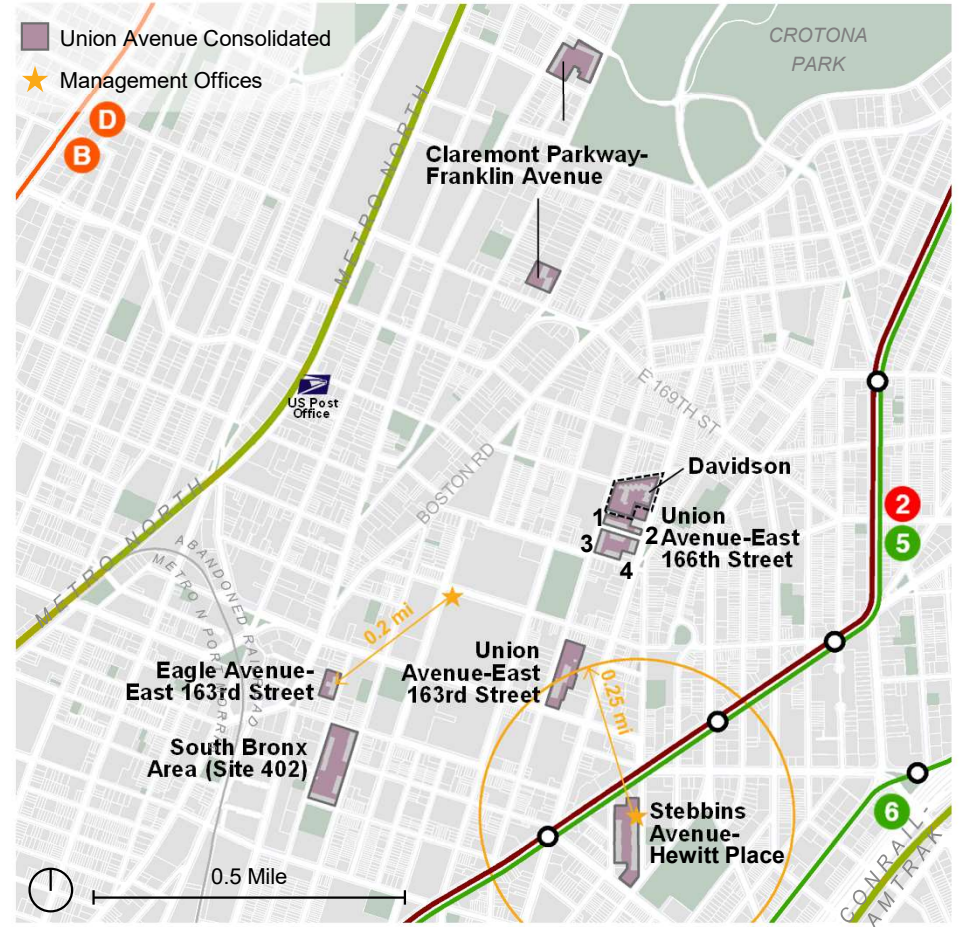 Union Avenue Consolidated
Management Offices
CROTONA
PARK
D
B
METRO NORTH
Claremont Parkway-
Franklin Avenue
US Post
Office
E 169TH ST
BOSTON RD
Davidson
1
2
3
4
Union
Avenue-East
166th Street
2
5
METRO NORTH
ABANDONED RAILROAD
METRO N PORT MORRIS
0.2 mi
Eagle Avenue-
East 163rd Street
Union
Avenue-East
163rd Street
0.25 mi
South Bronx
Area (Site 402)
Stebbins
Avenue-
Hewitt Place
6
CONRAIL-
AMTRAK
0.5 Mile